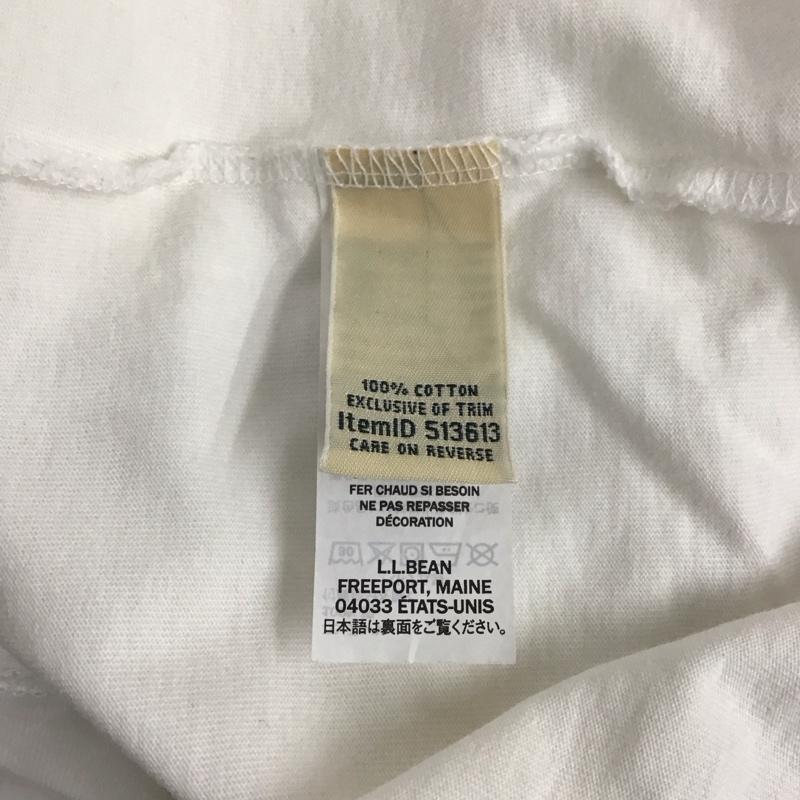 100% COTTON
EXCLUSIVE OF TRIM
ItemID 513613
CARE ON REVERSE
FER CHAUD SI BESOIN
NE PAS REPASSER
DÉCORATION
L.L.BEAN
FREEPORT, MAINE
04033 ÉTATS-UNIS
日本語は裏面をご覧ください。